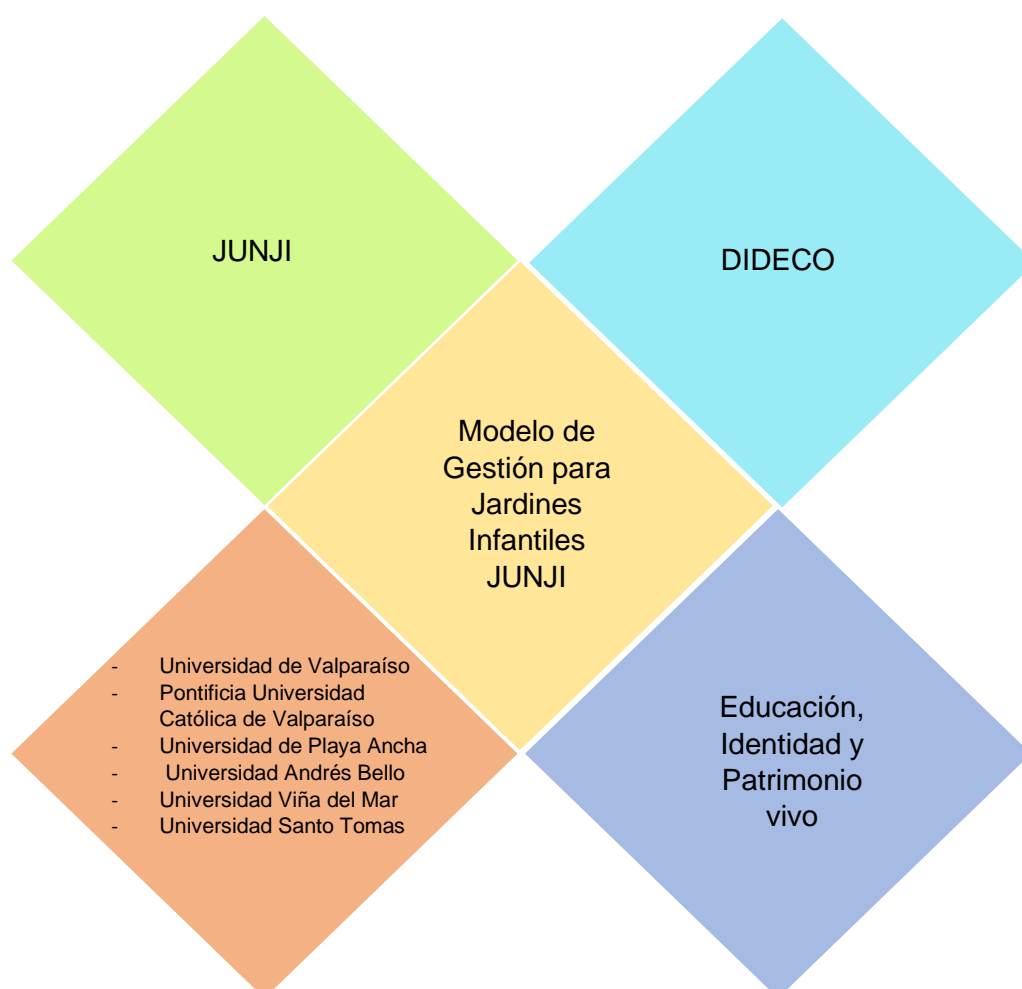 JUNJI
DIDECO
Modelo de
Gestión para
Jardines
Infantiles
JUNJI
- Universidad de Valparaíso
- Pontificia Universidad
Católica de Valparaíso
- Universidad de Playa Ancha
- Universidad Andrés Bello
- Universidad Viña del Mar
- Universidad Santo Tomas
Educación,
Identidad y
Patrimonio
vivo